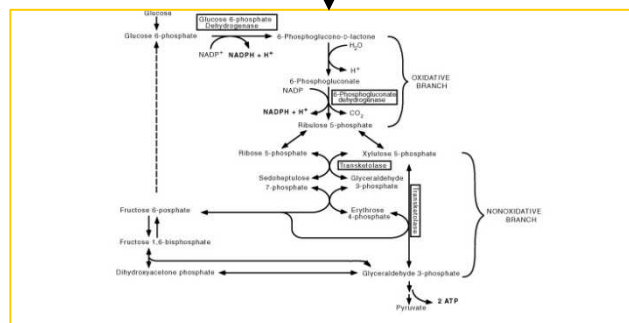 Glucose
Glucose 6-phosphate
Dehydrogenase
Glucose 6-phosphate
6-Phosphoglucono-D-lactone
NADP+ NADPH + H+
H₂O
H+
6-Phosphogluconate
OXIDATIVE
BRANCH
NADP
6-Phosphogluconate
dehydrogenase
NADPH + H+
CO₂
Ribulose 5-phosphate
Ribose 5-phosphate
Xylulose 5-phosphate
Transketolase
Sedoheptulose
7-phosphate
Glyceraldehyde
3-phosphate
Transketolase
Fructose 6-posphate
Erythrose
4-phosphate
NONOXIDATIVE
BRANCH
Fructose 1,6-bisphosphate
Dihydroxyacetone phosphate
Glyceraldehyde 3-phosphate
2 ATP
Pyruvate